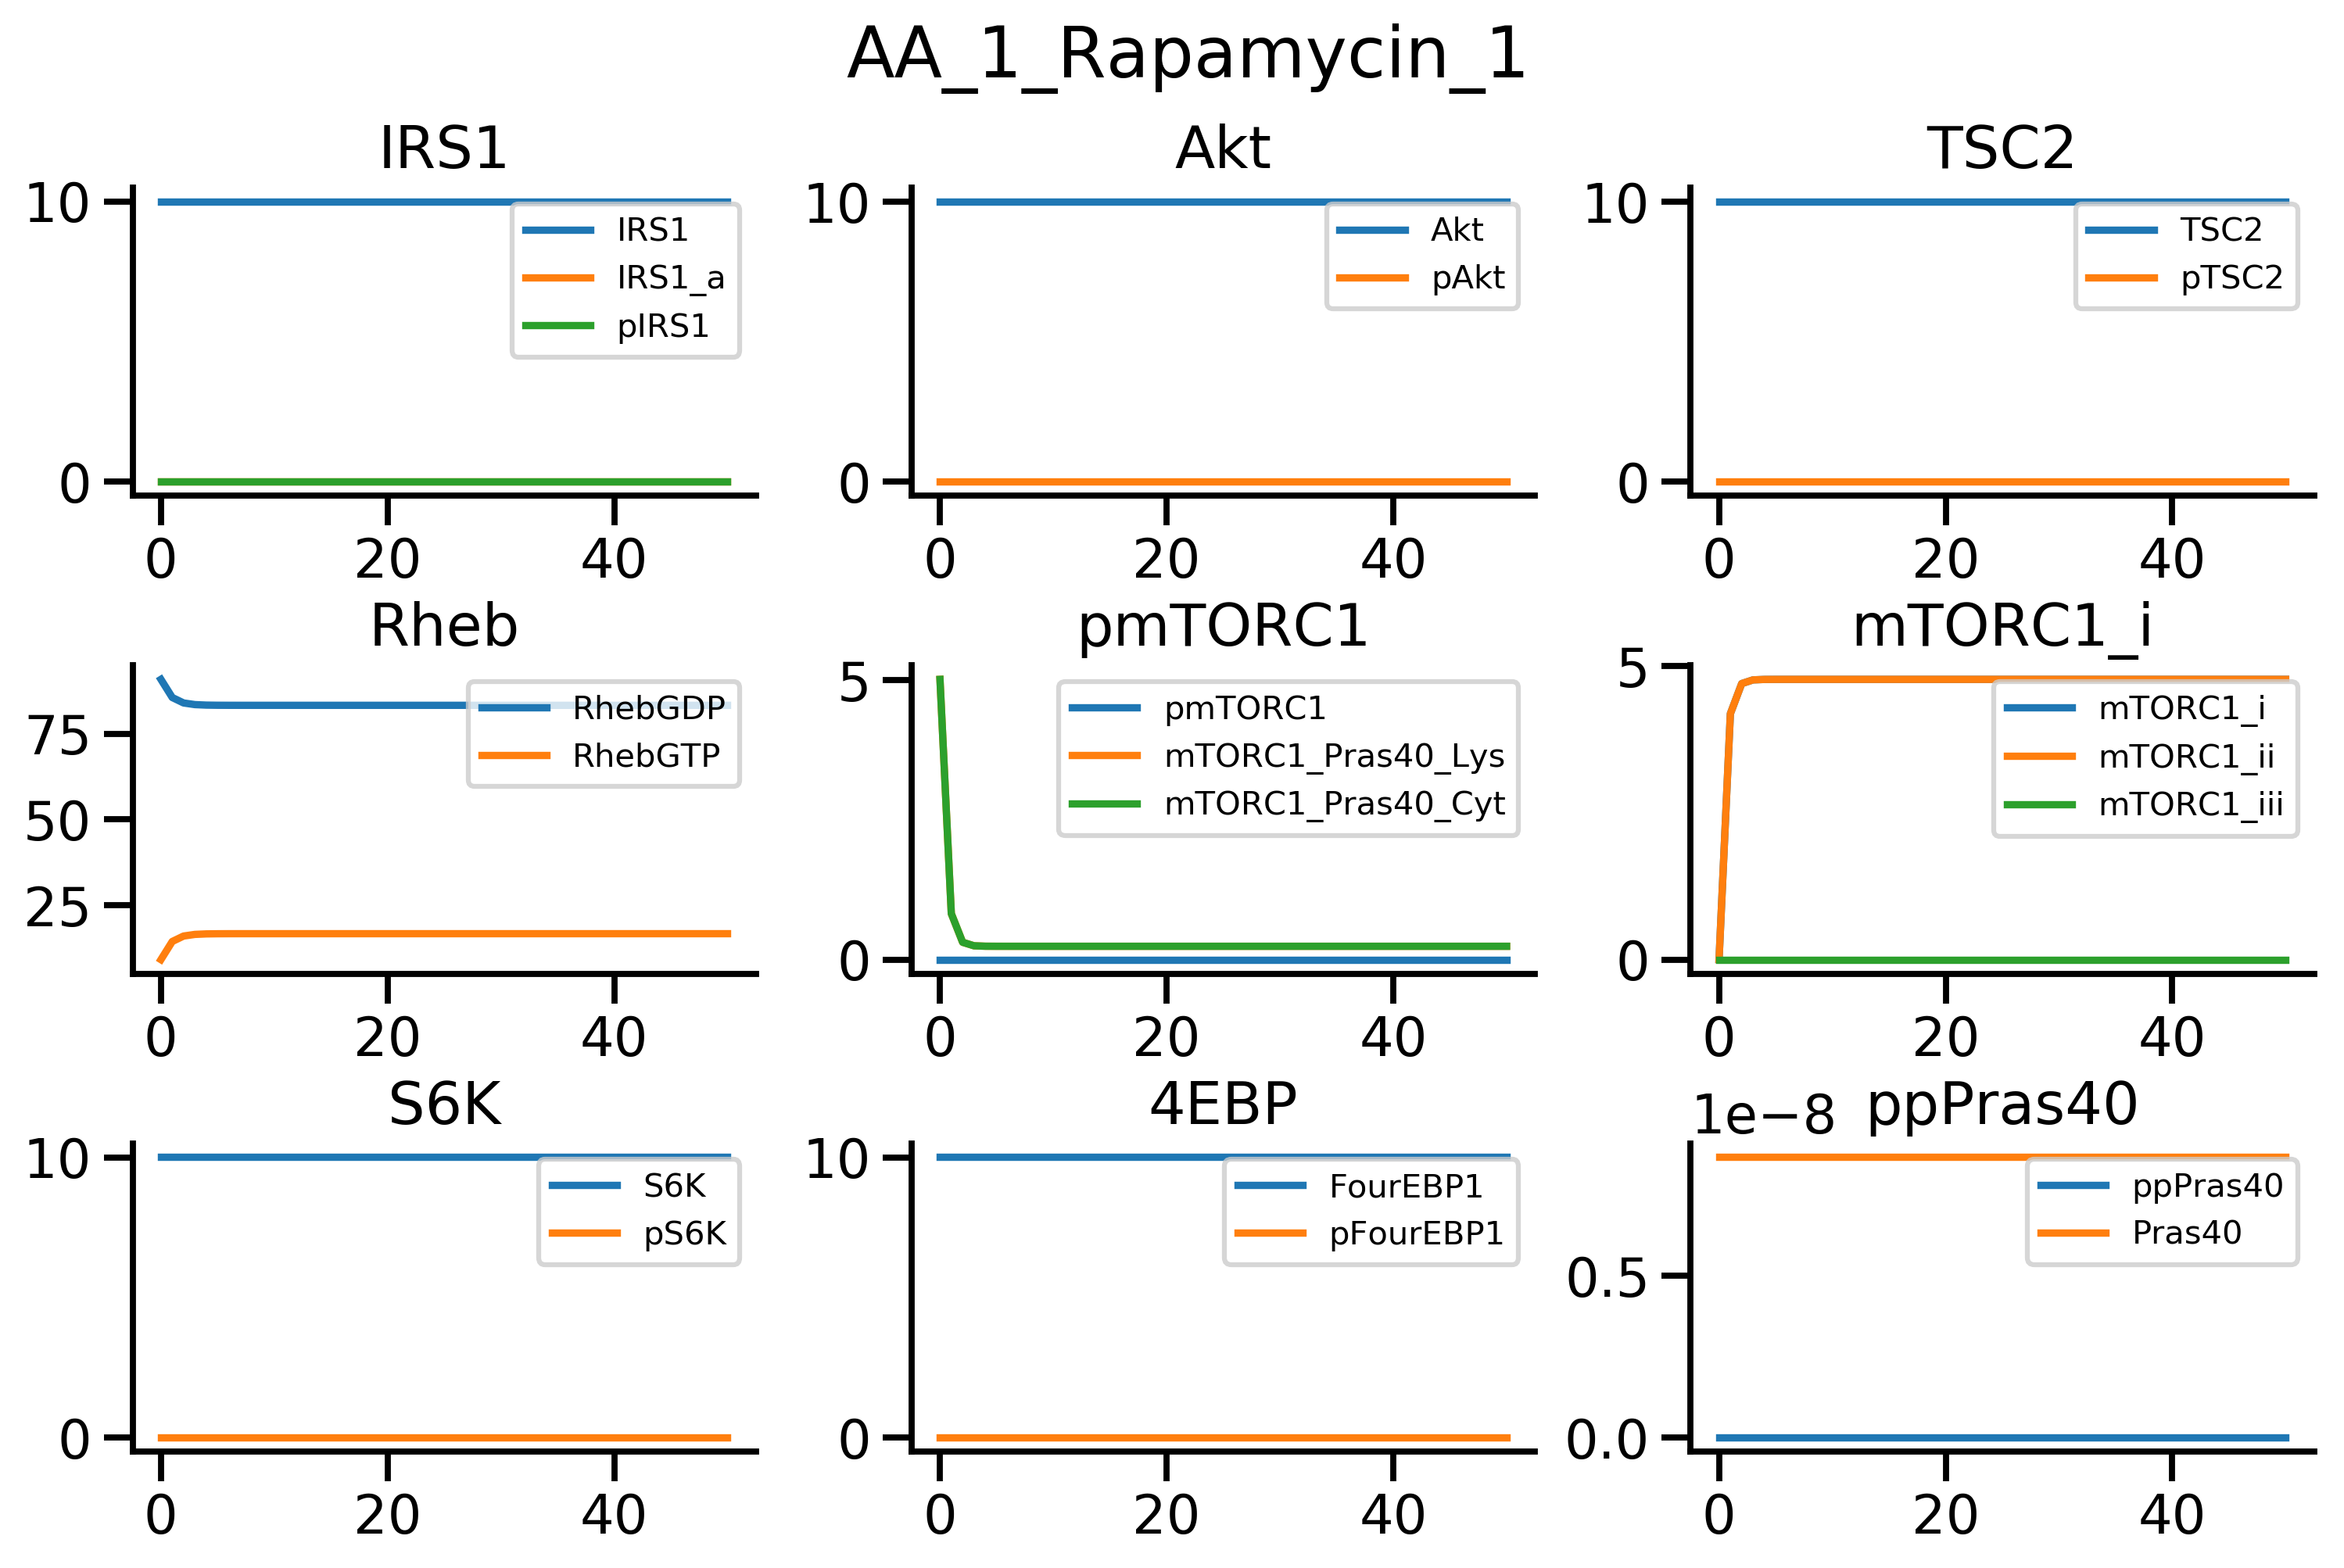 AA_1_Rapamycin_1
IRS1
10
0
0 20 40
IRS1
IRS1_a
pIRS1
Akt
10
0
0 20 40
Akt
pAkt
TSC2
10
0
0 20 40
TSC2
pTSC2
Rheb
75
50
25
0 20 40
RhebGDP
RhebGTP
pmTORC1
5
0
0 20 40
pmTORC1
mTORC1_Pras40_Lys
mTORC1_Pras40_Cyt
mTORC1_i
5
0
0 20 40
mTORC1_i
mTORC1_ii
mTORC1_iii
S6K
10
0
0 20 40
S6K
pS6K
4EBP
10
0
0 20 40
FourEBP1
pFourEBP1
1e−8 ppPras40
0.5
0.0
0 20 40
ppPras40
Pras40